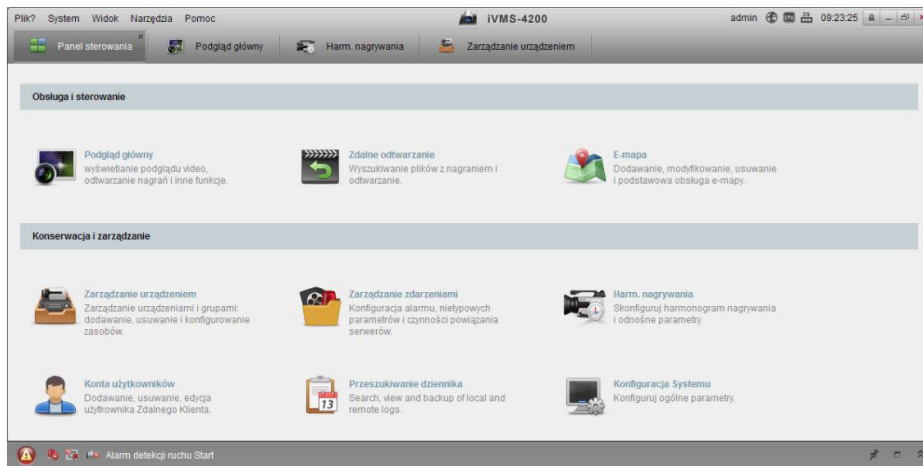 Plik? System Widok Narzędzia Pomoc iVMS-4200 admin 09:23:25
Panel sterowania Podgląd główny Harm. nagrywania Zarządzanie urządzeniem
Obsługa i sterowanie
Podgląd główny
wyświetlanie podglądu video,
odtwarzanie nagrań i inne funkcje.
Zdalne odtwarzanie
Wyszukiwanie plików z nagraniem i
odtwarzanie.
E-mapa
Dodawanie, modyfikowanie, usuwanie
i podstawowa obsługa e-mapy.
Konserwacja i zarządzanie
Zarządzanie urządzeniem
Zarządzanie urządzeniami i grupami:
dodawanie, usuwanie i konfigurowanie
zasobów.
Zarządzanie zdarzeniami
Konfiguracja alarmu, nietypowych
parametrów i czynności powiązania
serwerów.
Harm. nagrywania
Skonfiguruj harmonogram nagrywania
i odnośne parametry.
Konta użytkowników
Dodawanie, usuwanie, edycja
użytkownika Zdalnego Klienta.
13
Przeszukiwanie dziennika
Search, view and backup of local and
remote logs.
Konfiguracja Systemu
Konfiguruj ogólne parametry.
Alarm detekcji ruchu Start